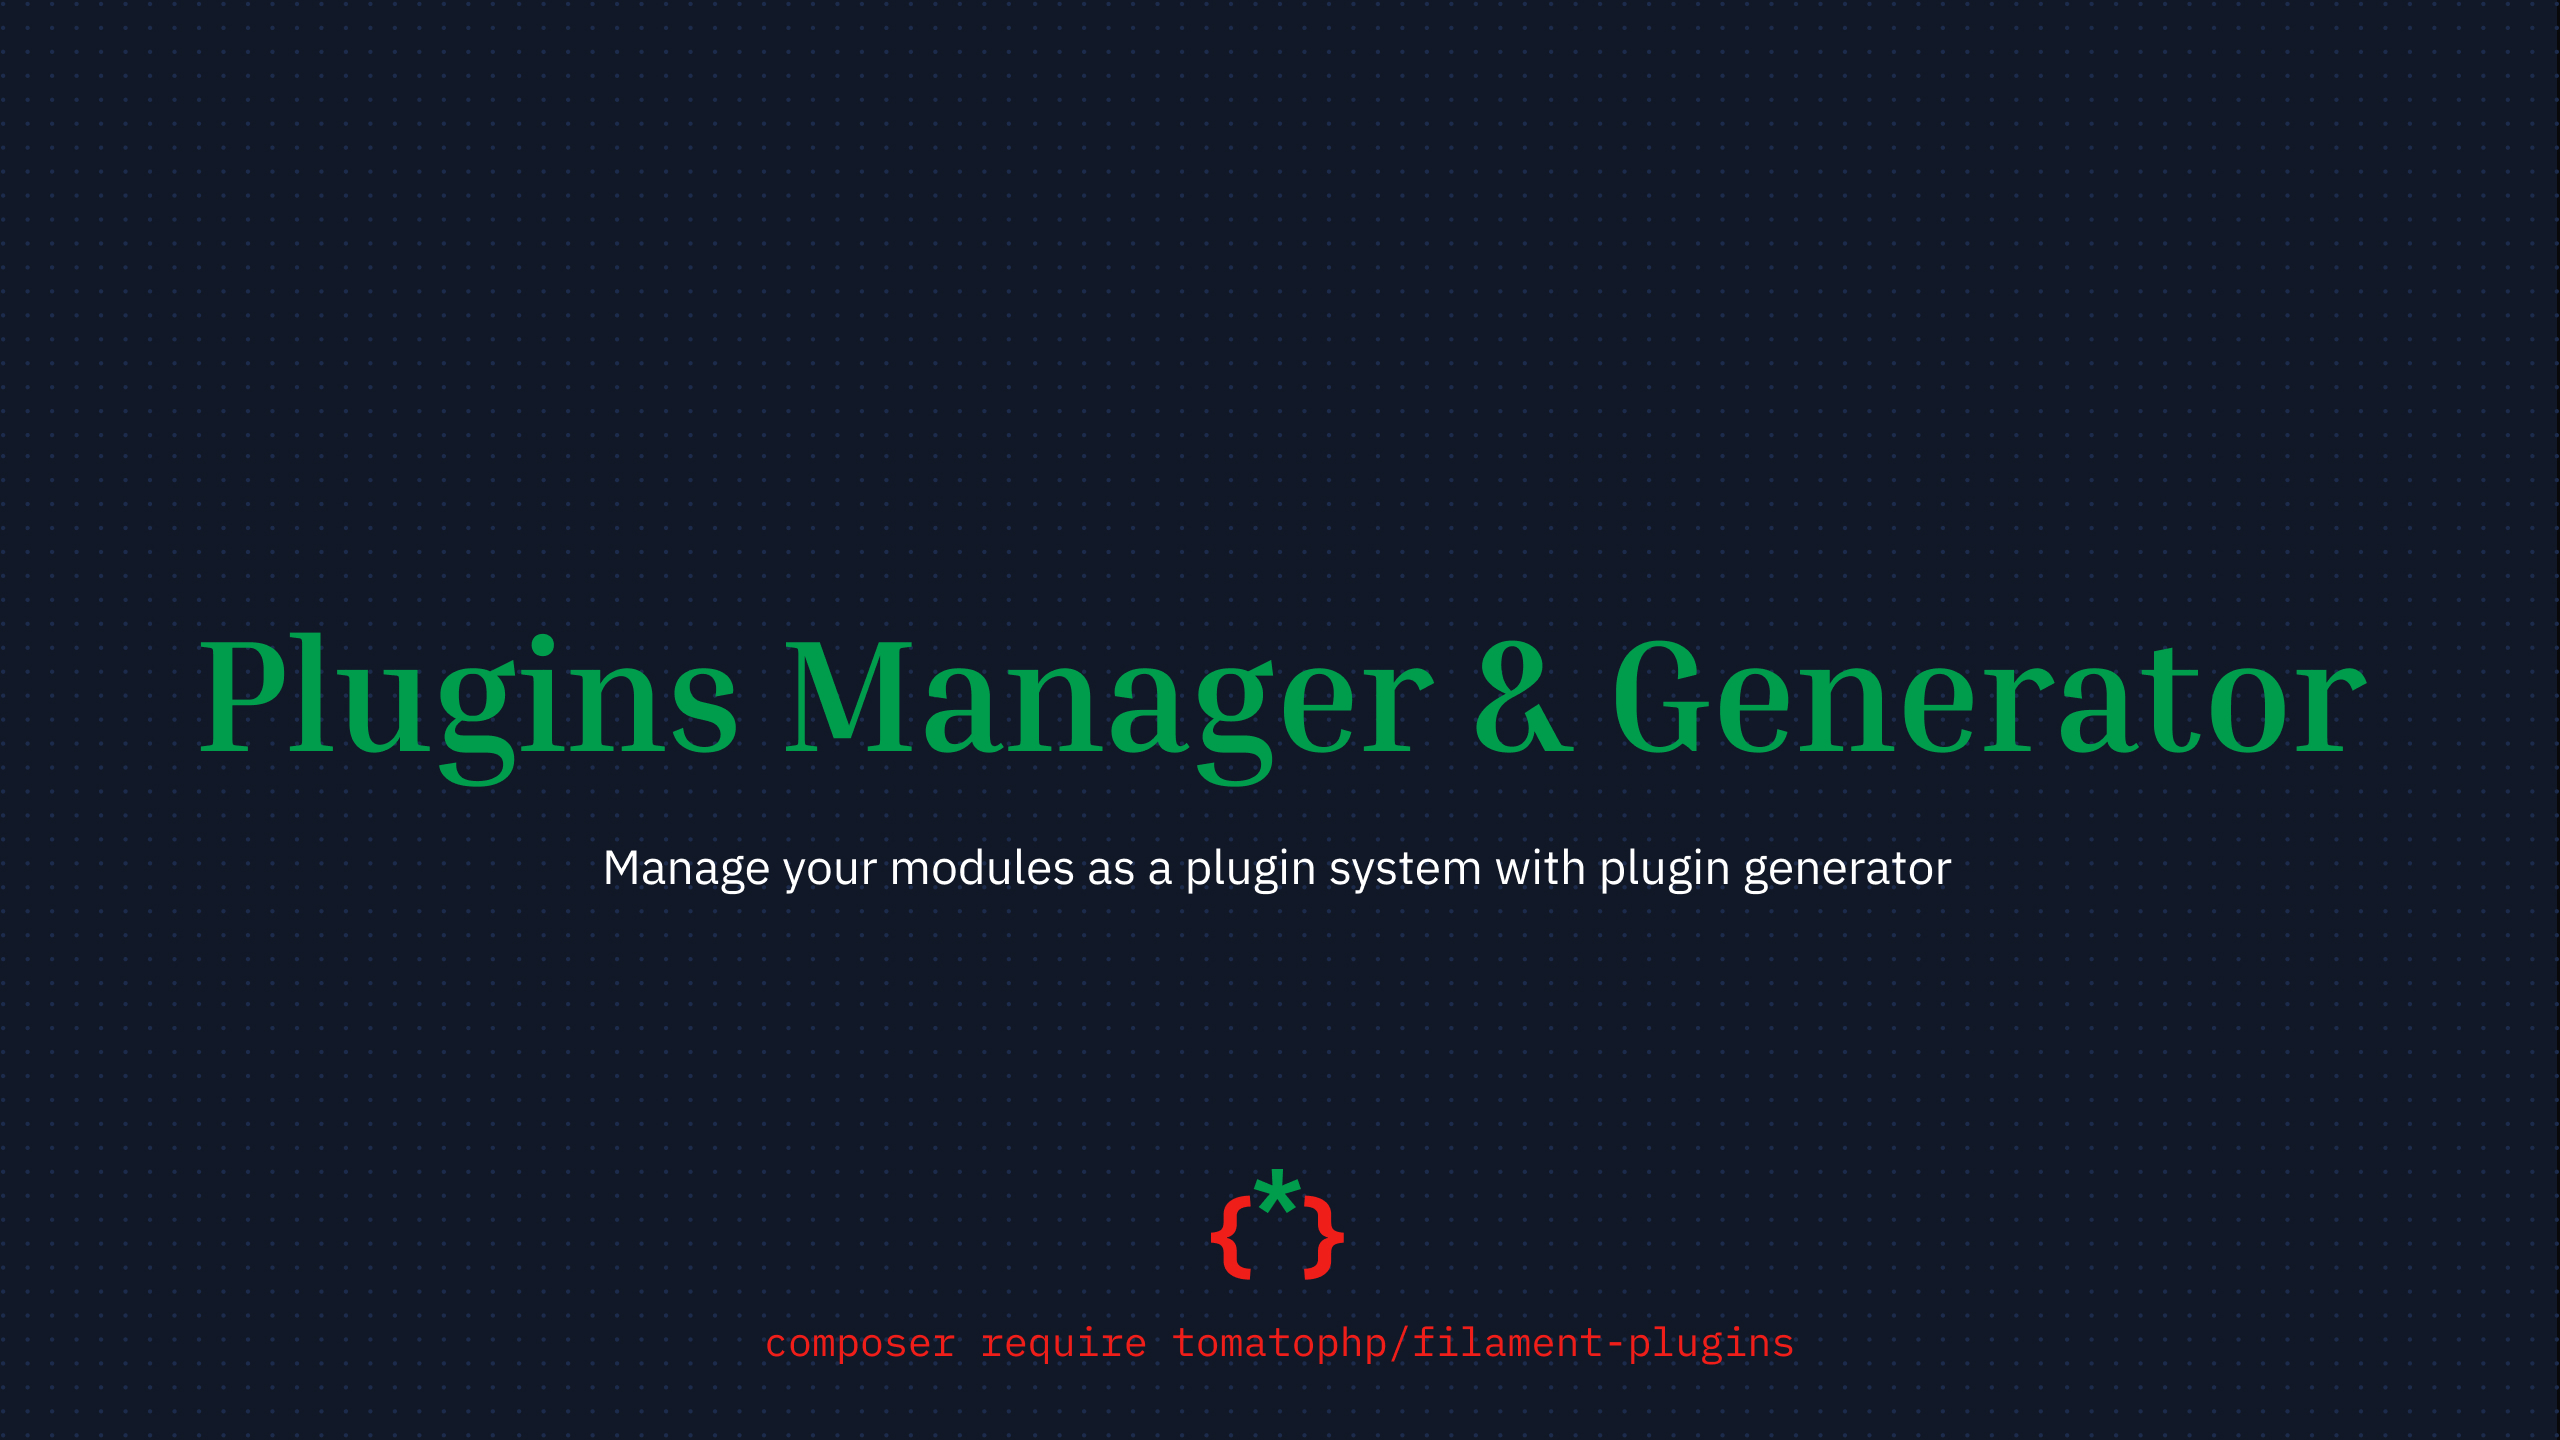 Plugins Manager & Generator
Manage your modules as a plugin system with plugin generator
{*}
composer require tomatophp/filament-plugins